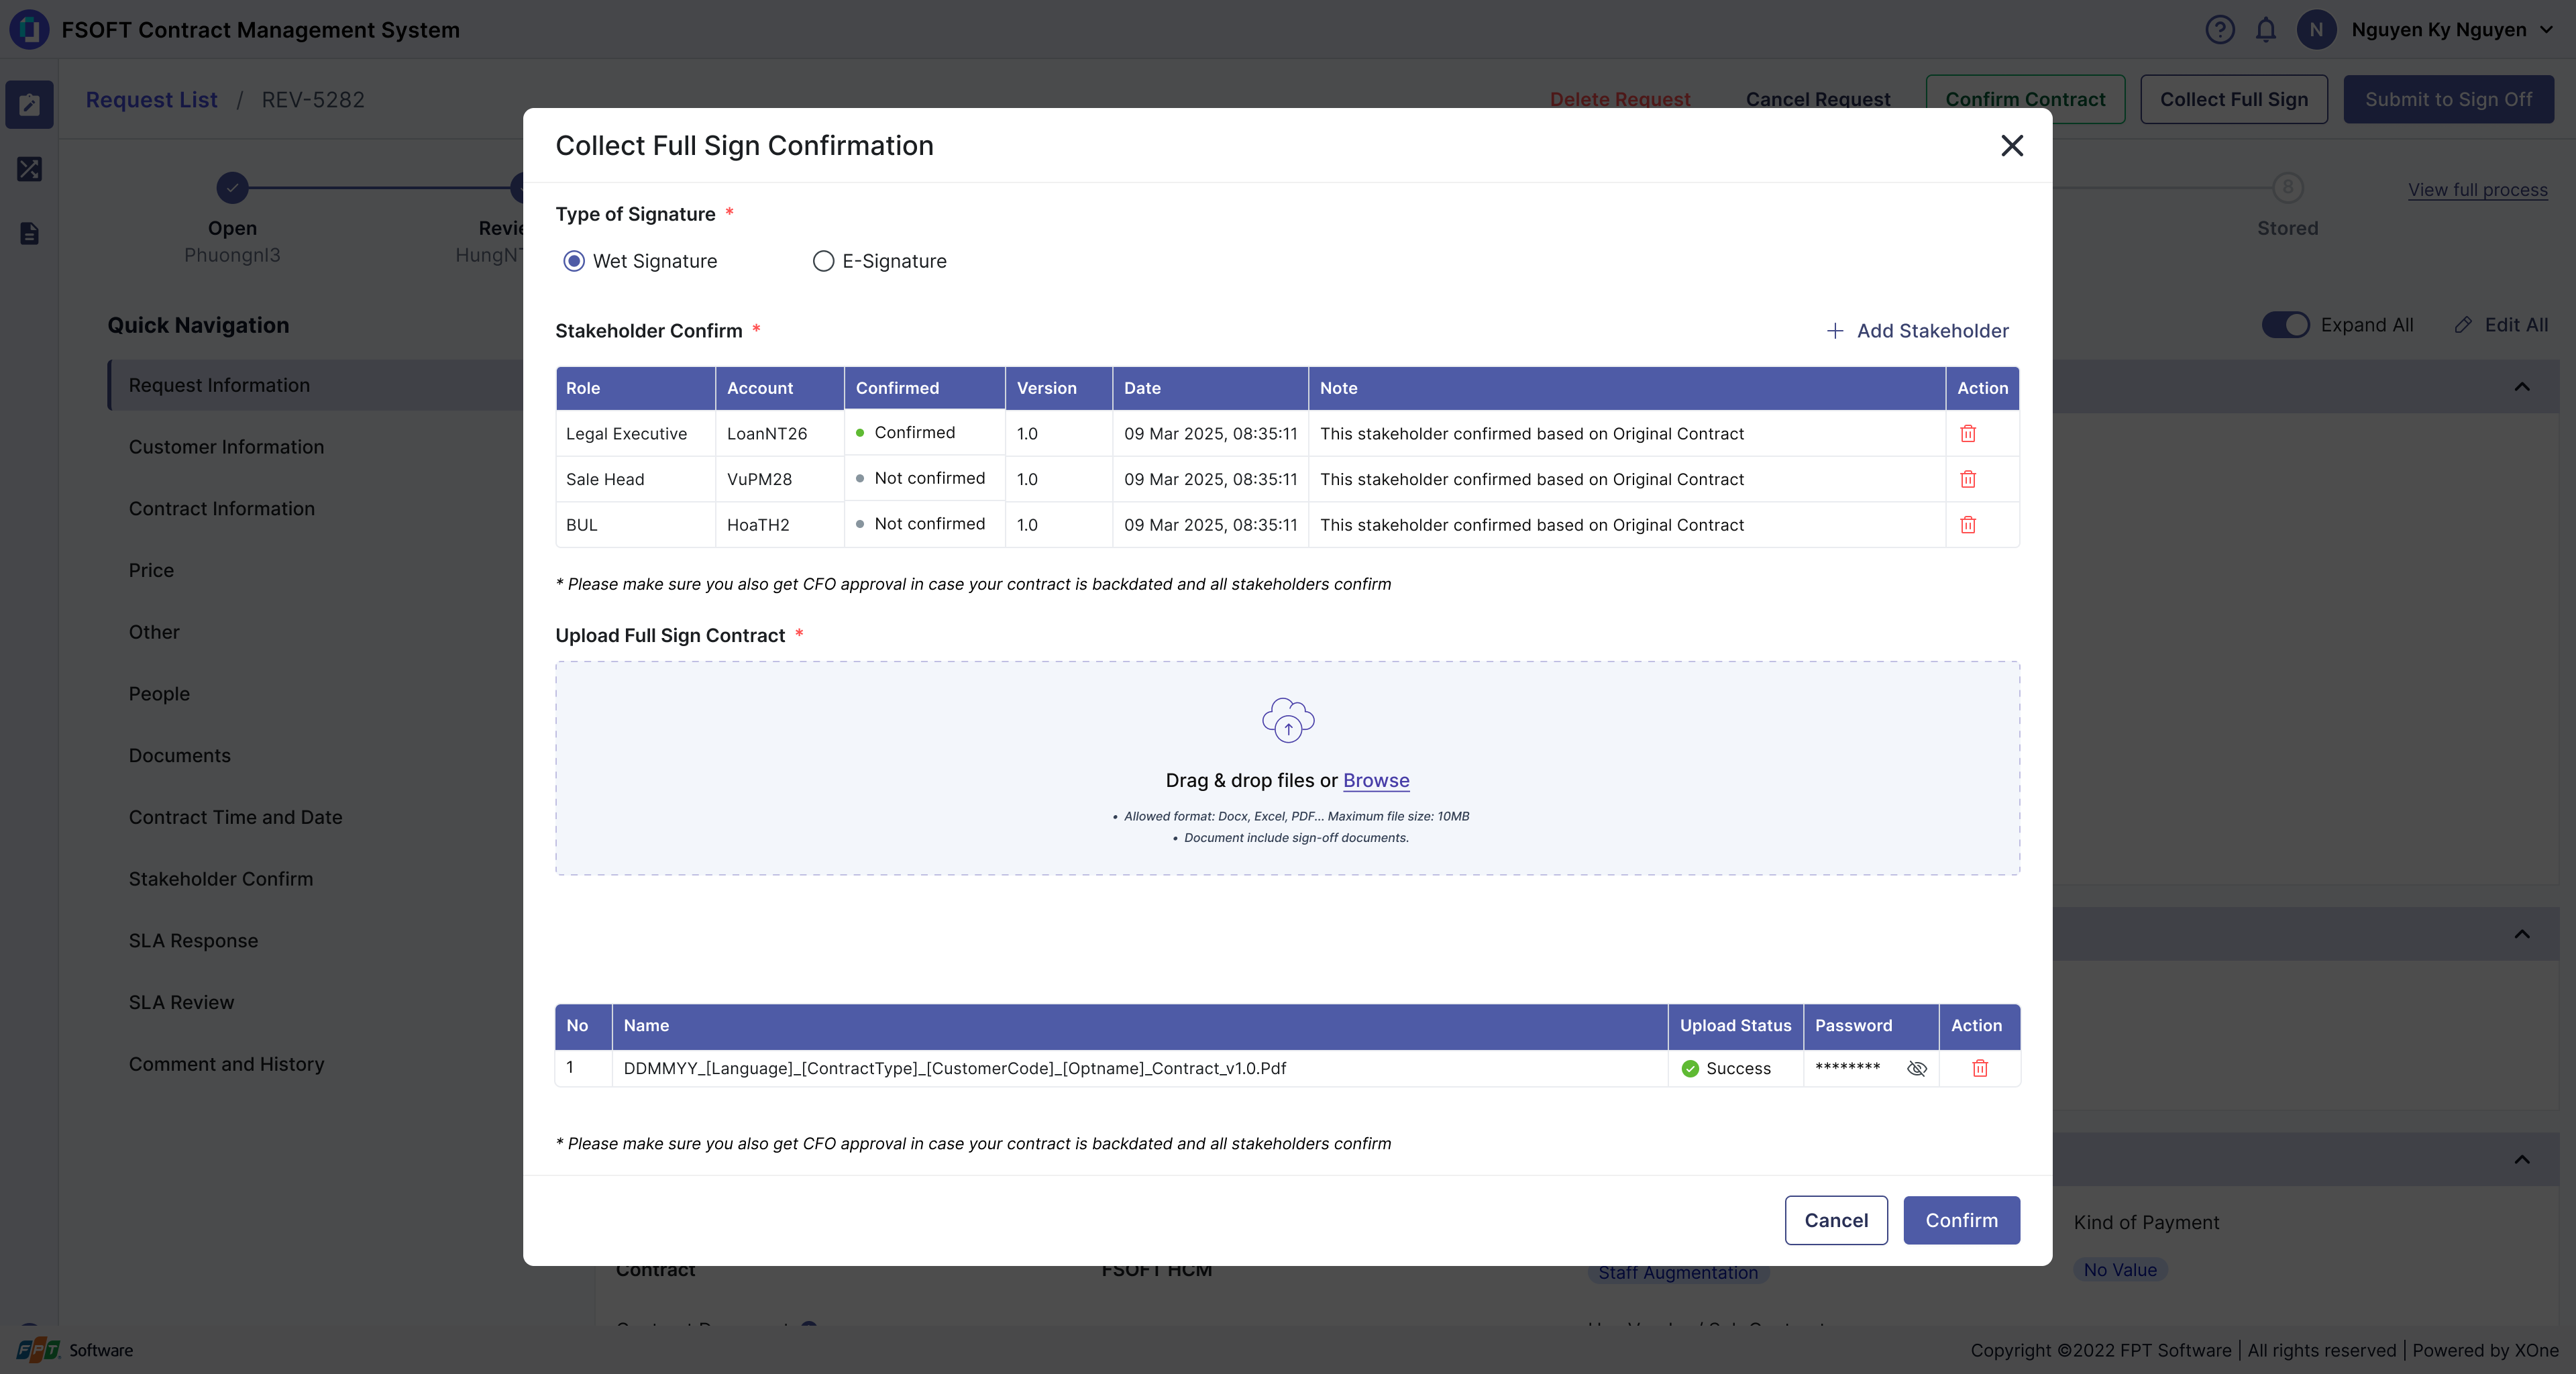 FSOFT Contract Management System
N
Nguyen Ky Nguyen
Request List / REV-5282
Delete Request
Cancel Request
Confirm Contract
Collect Full Sign
Submit to Sign Off
Open
Phuongnl3
8
Stored
View full process
Quick Navigation
Request Information
Customer Information
Contract Information
Price
Other
People
Documents
Contract Time and Date
Stakeholder Confirm
SLA Response
SLA Review
Comment and History
Expand All
Edit All
Collect Full Sign Confirmation
Type of Signature *
Wet Signature
E-Signature
Stakeholder Confirm *
Add Stakeholder
Role Account Confirmed Version Date Note Action
Legal Executive LoanNT26 Confirmed 1.0 09 Mar 2025, 08:35:11 This stakeholder confirmed based on Original Contract
Sale Head VuPM28 Not confirmed 1.0 09 Mar 2025, 08:35:11 This stakeholder confirmed based on Original Contract
BUL HoaTH2 Not confirmed 1.0 09 Mar 2025, 08:35:11 This stakeholder confirmed based on Original Contract
* Please make sure you also get CFO approval in case your contract is backdated and all stakeholders confirm
Upload Full Sign Contract *
Drag & drop files or Browse
• Allowed format: Docx, Excel, PDF... Maximum file size: 10MB
• Document include sign-off documents.
No Name Upload Status Password Action
1 DDMMYY_[Language]_[ContractType]_[CustomerCode]_[Optname]_Contract_v1.0.Pdf Success ********
* Please make sure you also get CFO approval in case your contract is backdated and all stakeholders confirm
Cancel
Confirm
Kind of Payment
Contract
FSOFT HCM
Staff Augmentation
No Value
FPT Software
Copyright ©2022 FPT Software | All rights reserved | Powered by XOne